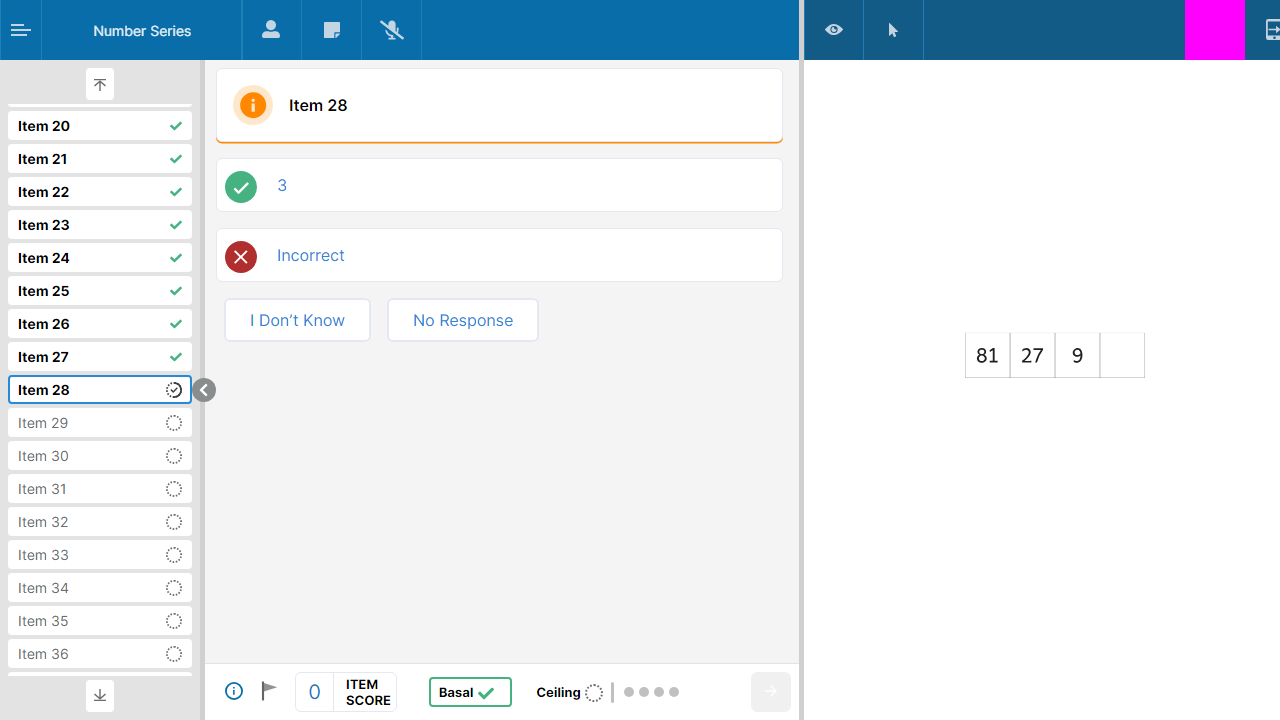 Number Series
Item 20
Item 21
Item 22
Item 23
Item 24
Item 25
Item 26
Item 27
Item 28
Item 29
Item 30
Item 31
Item 32
Item 33
Item 34
Item 35
Item 36
Item 28
3
Incorrect
I Don’t Know
No Response
0
ITEM
SCORE
Basal
Ceiling
81 27 9